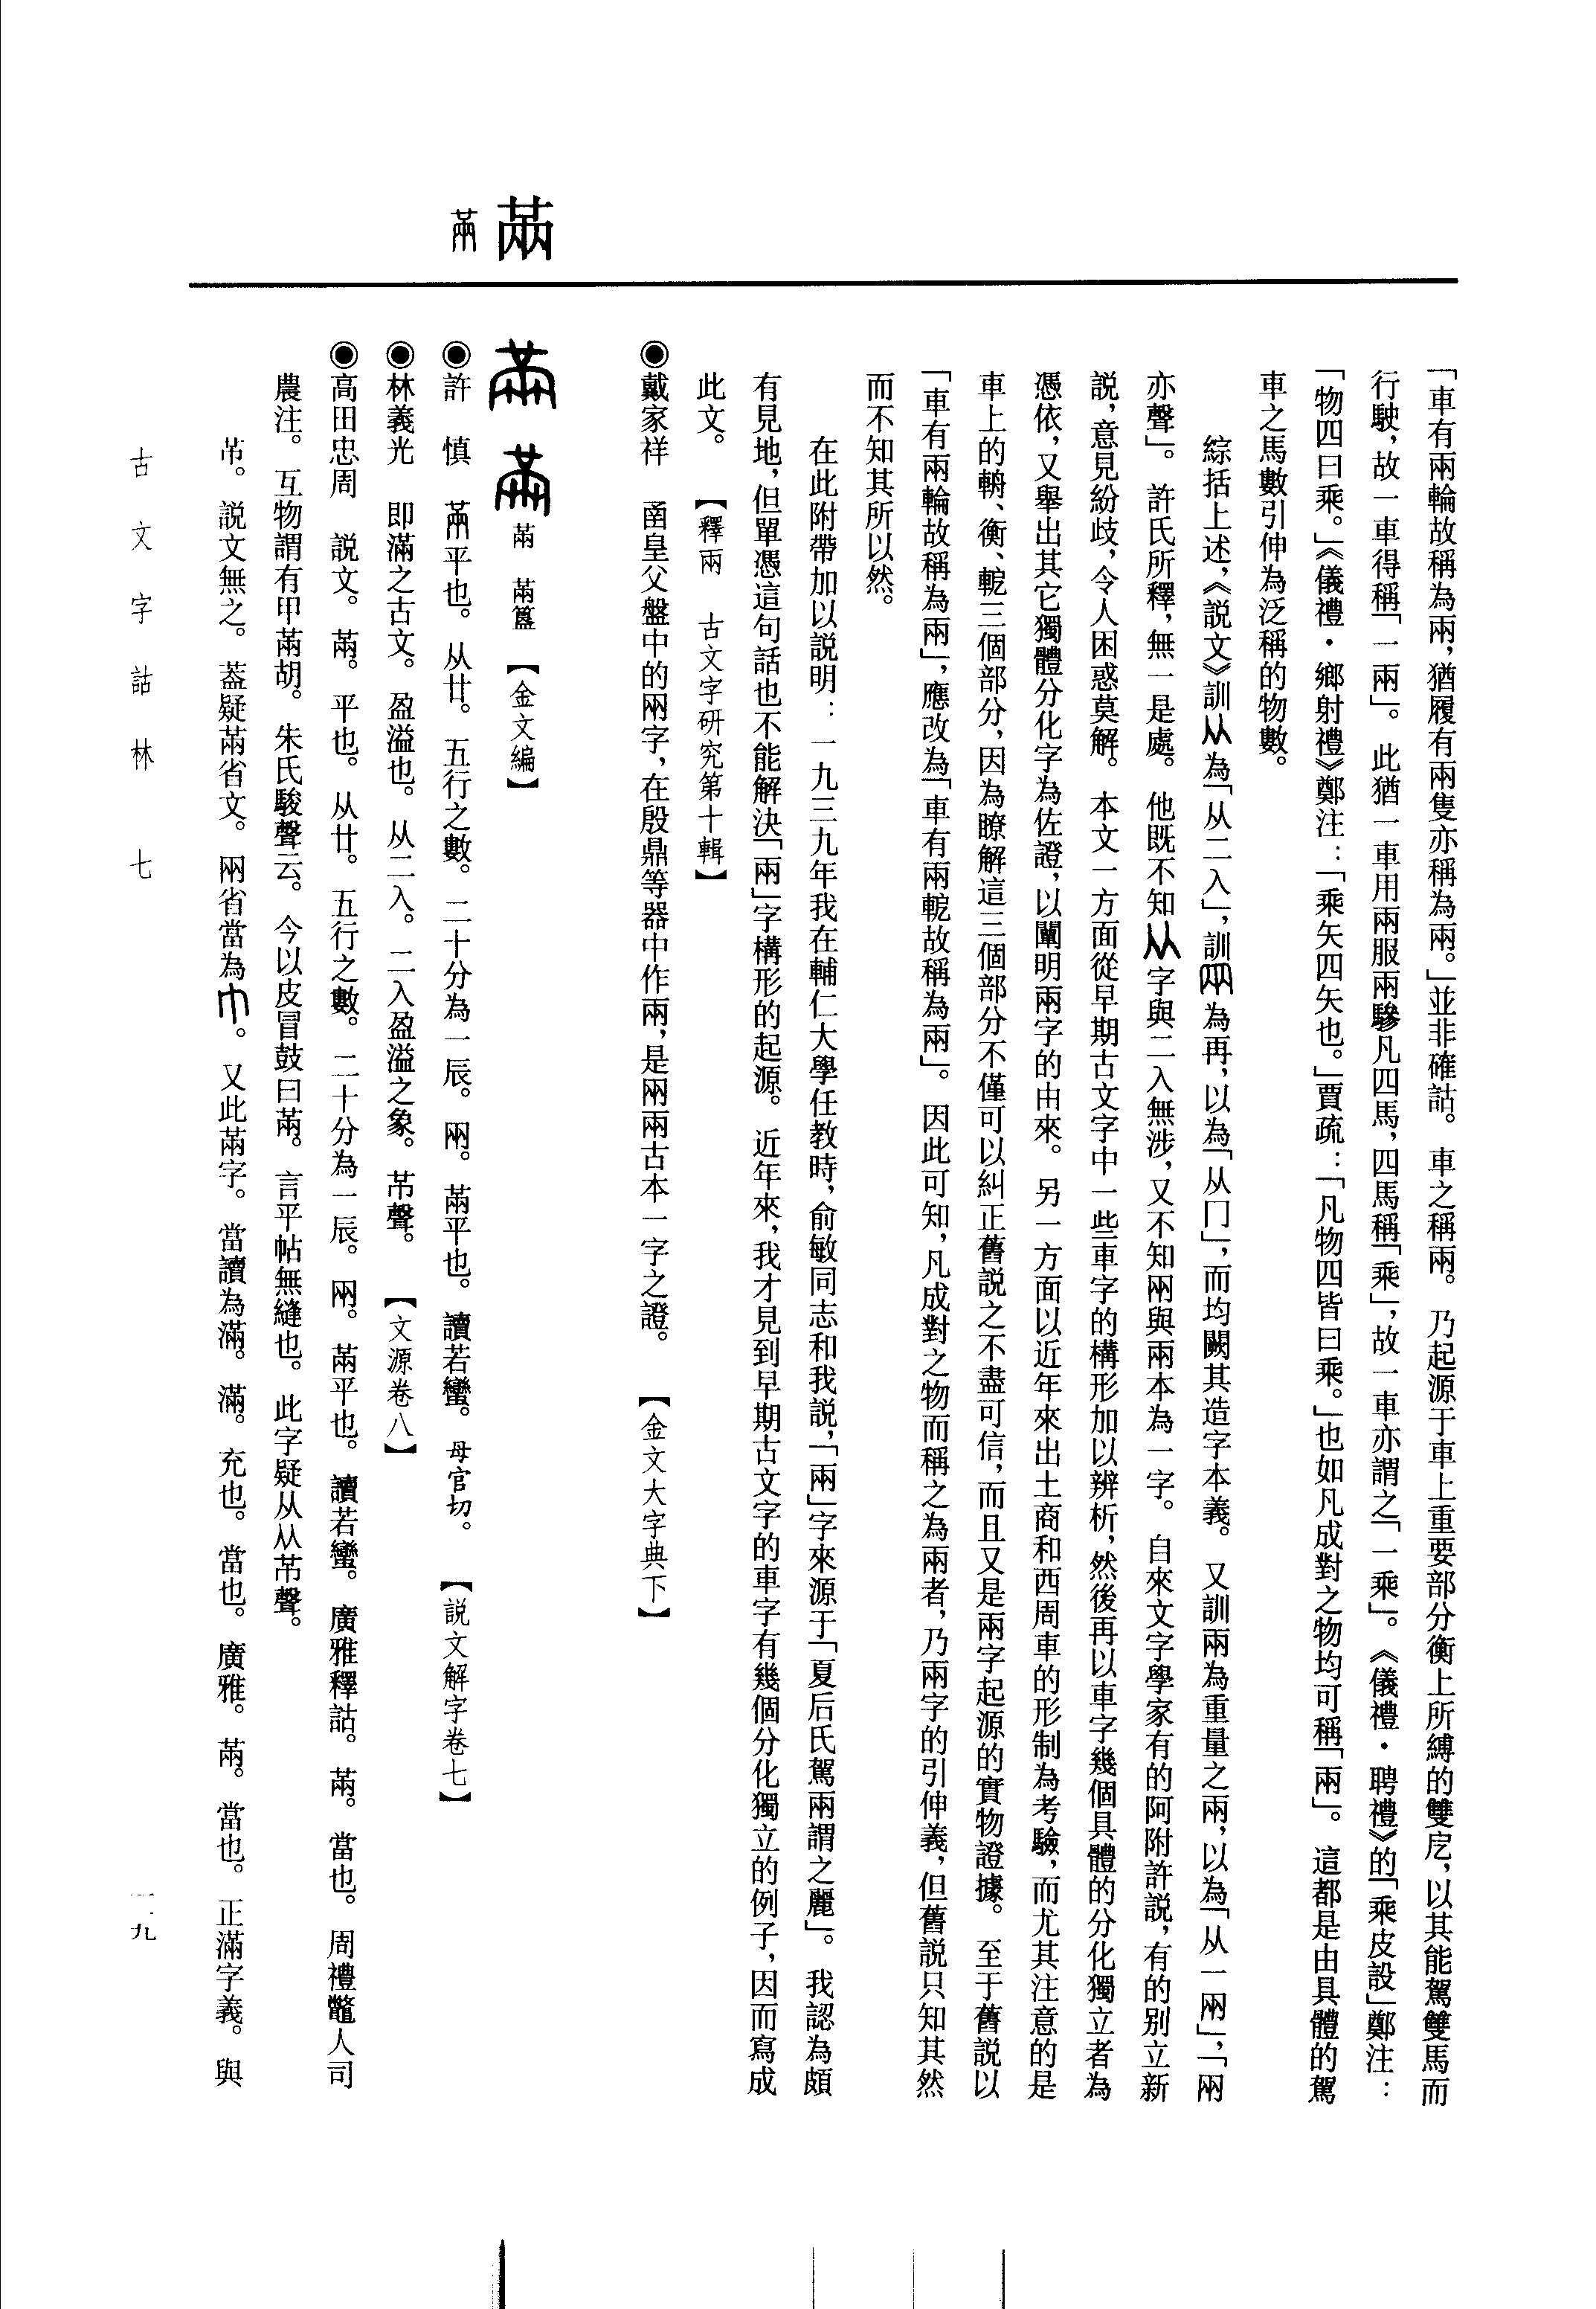 㒼
㒼
「車有兩輪故稱為兩，猶履有兩隻亦稱為兩。」並非確詁。車之稱兩。乃起源于車上重要部分衡上所縛的雙軛，以其能駕雙馬而
行駛，故一車得稱「一兩」。此猶一車用兩服兩驂凡四馬，四馬稱「乘」，故一車亦謂之「一乘」。《儀禮·聘禮》的「乘皮設」鄭注：
「物四曰乘。」《儀禮·鄉射禮》鄭注：「乘矢四矢也。」賈疏：「凡物四皆曰乘。」也如凡成對之物均可稱「兩」。這都是由具體的駕
車之馬數引伸為泛稱的物數。
綜括上述，《説文》訓从為「从二入」，訓㒳為再，以為「从冂」，而均闕其造字本義。又訓兩為重量之兩，以為「从一㒳」，「㒳
亦聲」。許氏所釋，無一是處。他既不知从字與二入無涉，又不知㒳與兩本為一字。自來文字學家有的阿附許説，有的别立新
説，意見紛歧，令人困惑莫解。本文一方面從早期古文字中一些車字的構形加以辨析，然後再以車字幾個具體的分化獨立者為
憑依，又舉出其它獨體分化字為佐證，以闡明兩字的由來。另一方面以近年來出土商和西周車的形制為考驗，而尤其注意的是
車上的輈、衡、軛三個部分，因為瞭解這三個部分不僅可以糾正舊説之不盡可信，而且又是兩字起源的實物證據。至于舊説以
「車有兩輪故稱為兩」，應改為「車有兩軛故稱為兩」。因此可知，凡成對之物而稱之為兩者，乃兩字的引伸義，但舊説只知其然
而不知其所以然。
在此附帶加以説明：一九三九年我在輔仁大學任教時，俞敏同志和我説，「兩」字來源于「夏后氏駕兩謂之麗」。我認為頗
有見地，但單憑這句話也不能解決「兩」字構形的起源。近年來，我才見到早期古文字的車字有幾個分化獨立的例子，因而寫成
此文。【釋兩　古文字研究第十輯】
◉戴家祥　函皇父盤中的㒳字，在殷鼎等器中作兩，是㒳兩古本一字之證。【金文大字典下】
㒼　㒼簋【金文編】
◉許　慎　㒼平也。从廿。五行之數。二十分為一辰。㒳。㒼平也。讀若蠻。母官切。【説文解字卷七】
◉林義光　即滿之古文。盈溢也。从二入。二入盈溢之象。𢁥聲。【文源卷八】
◉高田忠周　説文。㒼。平也。从廿。五行之數。二十分為一辰。㒳。㒼平也。讀若蠻。廣雅釋詁。㒼。當也。周禮鼈人司
農注。互物謂有甲㒼胡。朱氏駿聲云。今以皮冒鼓曰㒼。言平帖無縫也。此字疑从从𢁥聲。
𢁥。説文無之。葢疑㒼省文。㒳省當為巾。又此㒼字。當讀為滿。滿。充也。當也。廣雅。㒼。當也。正滿字義。與
古文字詁林　七
九